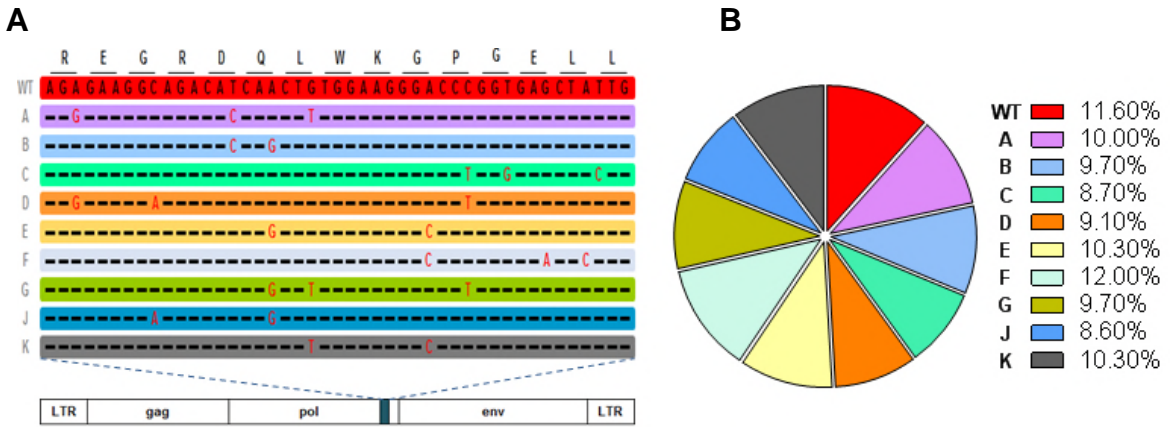 A
B
R E G R D Q L W K G P G E L L
WT AGAGAAGGCAGACATCAACTGTGGAAGGGACCCGGTGAGCTATTG
A --G-----------C-----T------------------------
B --------------C--G---------------------------
C --------------------------------T--G------C--
D --G-----A-----------------------T------------
E -----------------G-----------C---------------
F -----------------------------C--------A--C---
G -----------------G--T-----------T------------
J --------A--------G---------------------------
K --------------------T--------C---------------
LTR gag pol env LTR
WT 11.60%
A 10.00%
B 9.70%
C 8.70%
D 9.10%
E 10.30%
F 12.00%
G 9.70%
J 8.60%
K 10.30%